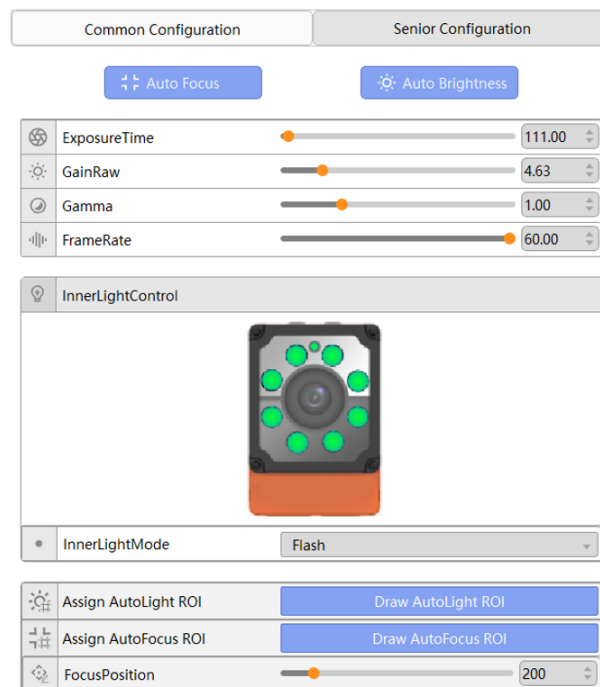 Common Configuration Senior Configuration
Auto Focus Auto Brightness
ExposureTime 111.00
GainRaw 4.63
Gamma 1.00
FrameRate 60.00
InnerLightControl
InnerLightMode Flash
Assign AutoLight ROI Draw AutoLight ROI
Assign AutoFocus ROI Draw AutoFocus ROI
FocusPosition 200